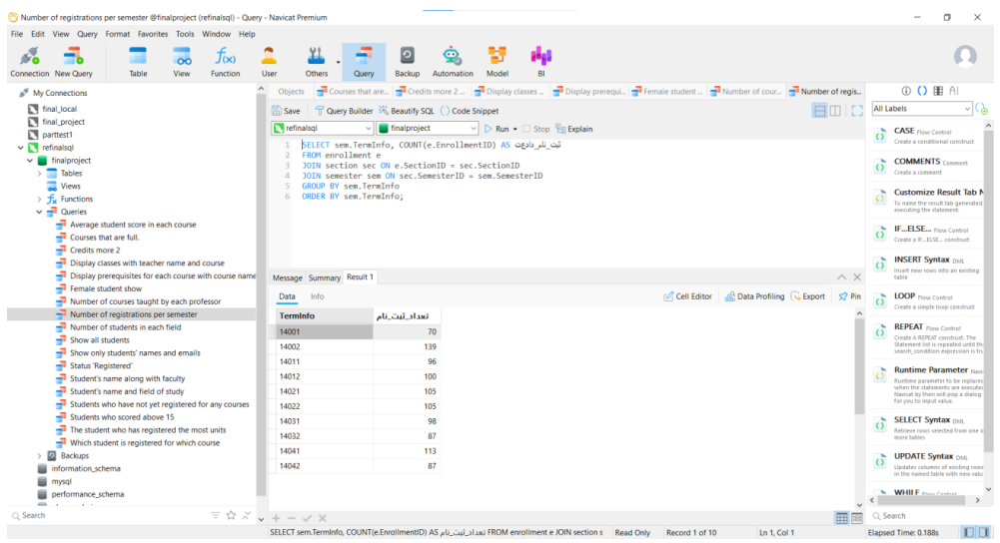 Number of registrations per semester @finalproject (refinalsql) - Query - Navicat Premium
File Edit View Query Format Favorites Tools Window Help
Connection New Query Table View Function User Others Query Backup Automation Model BI
My Connections
final_local
final_project
parttest1
refinalsql
finalproject
Tables
Views
Functions
Queries
Average student score in each course
Courses that are full.
Credits more 2
Display classes with teacher name and course
Display prerequisites for each course with course name
Female student show
Number of courses taught by each professor
Number of registrations per semester
Number of students in each field
Show all students
Show only students' names and emails
Status 'Registered'
Student's name along with faculty
Student's name and field of study
Students who have not yet registered for any courses
Students who scored above 15
The student who has registered the most units
Which student is registered for which course
Backups
information_schema
mysql
performance_schema
Search
Objects Courses that are... Credits more 2 ... Display classes ... Display prerequi... Female student ... Number of cour... Number of regis...
Save Query Builder Beautify SQL () Code Snippet
refinalsql finalproject Run Stop Explain
1 SELECT sem.TermInfo, COUNT(e.EnrollmentID) AS
2 FROM enrollment e
3 JOIN section sec ON e.SectionID = sec.SectionID
4 JOIN semester sem ON sec.SemesterID = sem.SemesterID
5 GROUP BY sem.TermInfo
6 ORDER BY sem.TermInfo;
Message Summary Result 1
Data Info Cell Editor Data Profiling Export Pin
TermInfo تعداد_ثبت_نام
14001 70
14002 139
14011 96
14012 100
14021 105
14022 105
14031 98
14032 87
14041 113
14042 87
SELECT sem.TermInfo, COUNT(e.EnrollmentID) AS تعداد_ثبت_نام FROM enrollment e JOIN section s Read Only Record 1 of 10 Ln 1, Col 1 Elapsed Time: 0.188s
All Labels
CASE Flow Control
Create a conditional construct
COMMENTS Comment
Create a comment
Customize Result Tab N
To name the result tab generated
executing the statement.
IF...ELSE... Flow Control
Create a IF...ELSE... construct
INSERT Syntax DML
Insert new rows into an existing
table
LOOP Flow Control
Create a simple loop construct
REPEAT Flow Control
Create A REPEAT construct. The
Statement list is repeated until the
search_condition expression is tru
Runtime Parameter Navi
Runtime parameter to be replaced
when the statements are executed
Navicat by then will pop a dialog
for you to input value.
SELECT Syntax DML
Retrieve rows selected from one o
more tables
UPDATE Syntax DML
Updates columns of existing rows
in the named table with new valu
WHILE Flow Control
Search